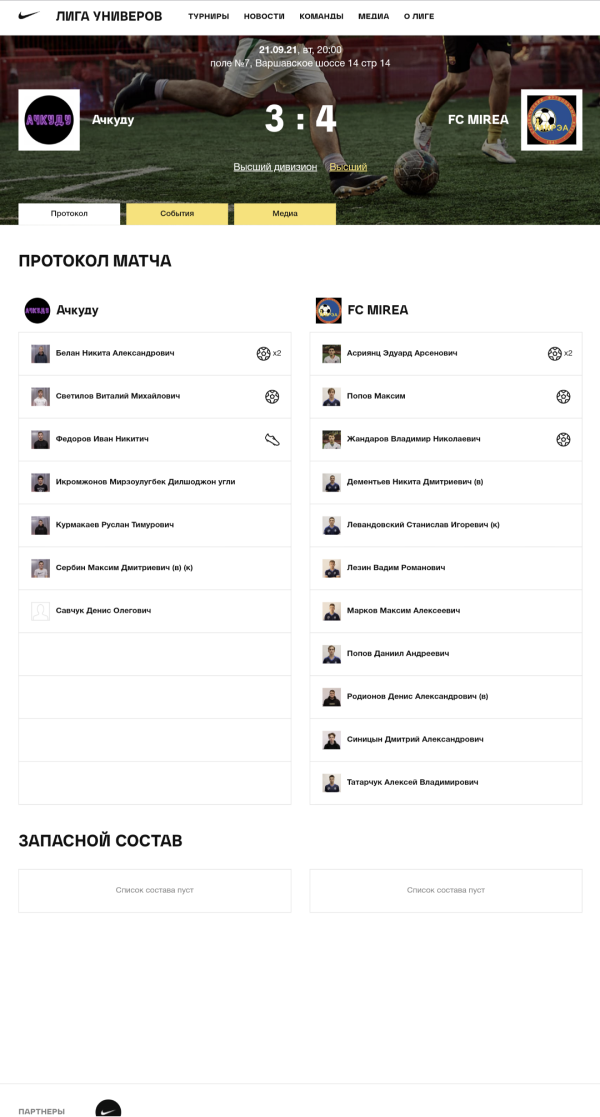 ЛИГА УНИВЕРОВ
ТУРНИРЫ НОВОСТИ КОМАНДЫ МЕДИА О ЛИГЕ
21.09.21, вт, 20:00
поле №7, Варшавское шоссе 14 стр 14
АЧКУДУ
Ачкуду
3 : 4
FC MIREA
Высший дивизион Высший
Протокол
События
Медиа
ПРОТОКОЛ МАТЧА
АЧКУДУ
Ачкуду
FC MIREA
Белан Никита Александрович x2
Светилов Виталий Михайлович
Федоров Иван Никитич
Икромжонов Мирзоулугбек Дилшоджон угли
Курмакаев Руслан Тимурович
Сербин Максим Дмитриевич (в) (к)
Савчук Денис Олегович
Асриянц Эдуард Арсенович x2
Попов Максим
Жандаров Владимир Николаевич
Дементьев Никита Дмитриевич (в)
Левандовский Станислав Игоревич (к)
Лезин Вадим Романович
Марков Максим Алексеевич
Попов Даниил Андреевич
Родионов Денис Александрович (в)
Синицын Дмитрий Александрович
Татарчук Алексей Владимирович
ЗАПАСНОЙ СОСТАВ
Список состава пуст
Список состава пуст
ПАРТНЕРЫ